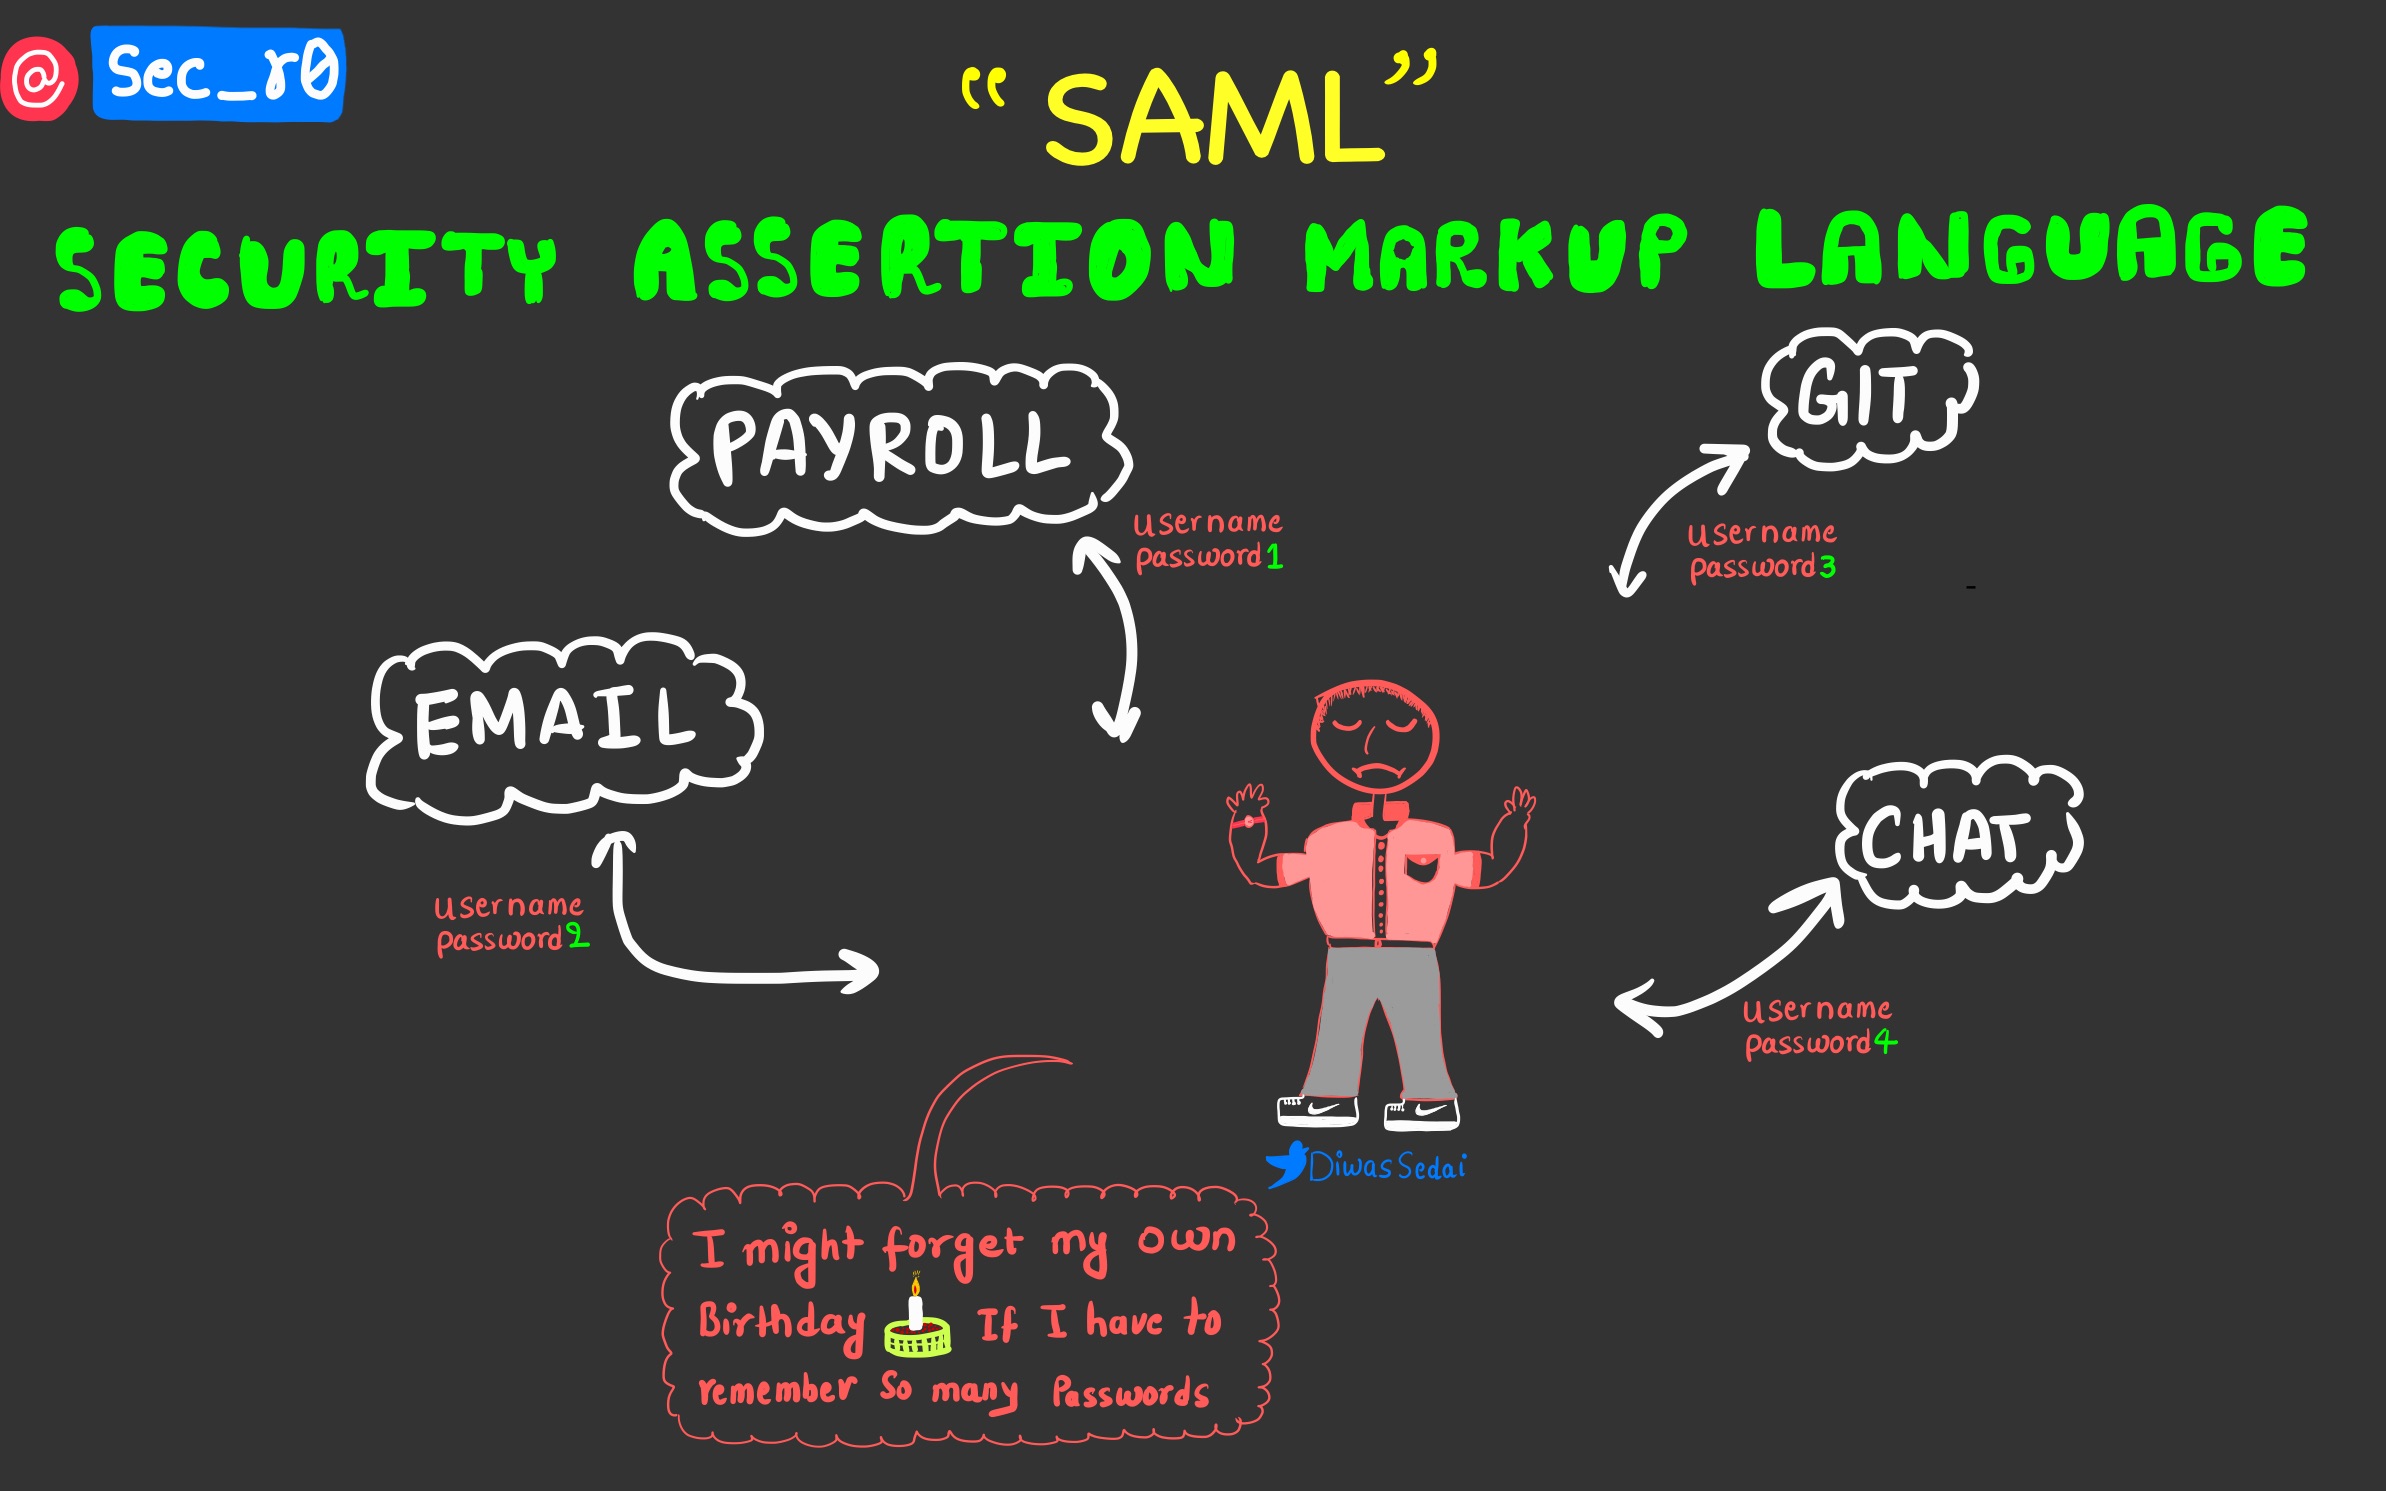 @ Sec_r0
“SAML”
SECURITY ASSERTION MARKUP LANGUAGE
PAYROLL
GIT
username
password1
username
password3
EMAIL
CHAT
username
password2
username
password4
DiwasSedai
I might forget my own
Birthday If I have to
remember so many Passwords